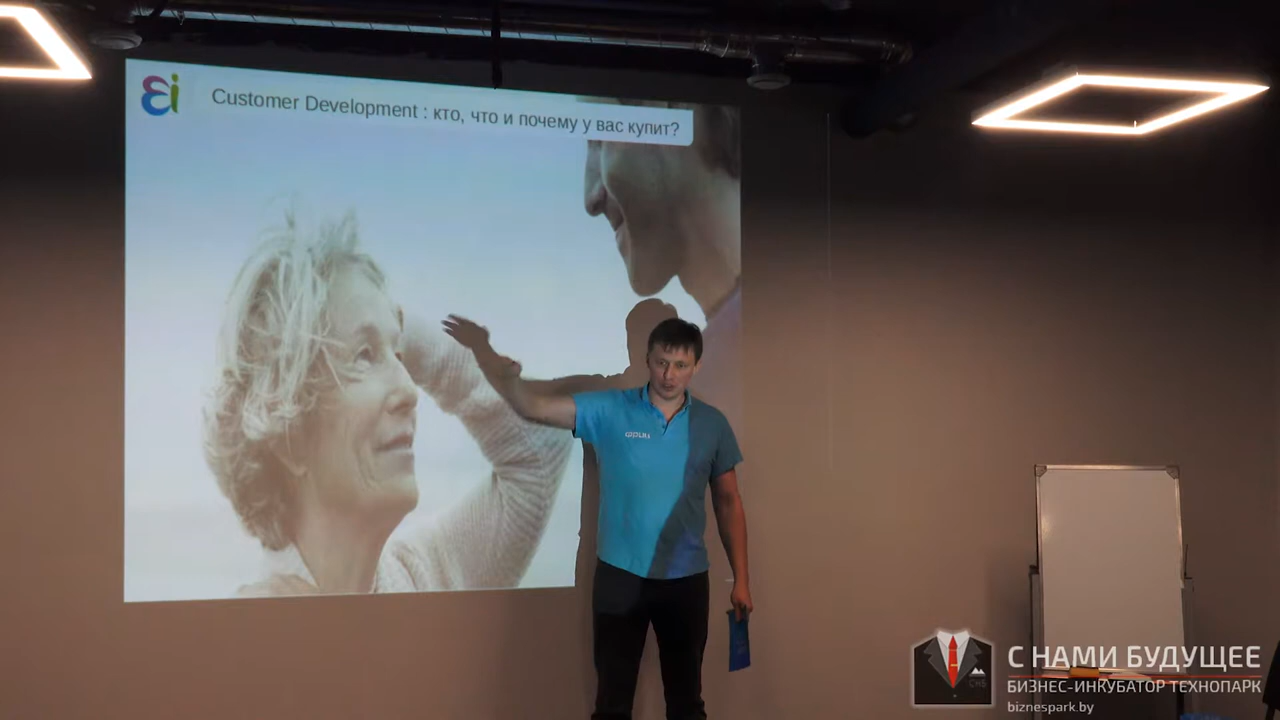 Customer Development : кто, что и почему у вас купит?
С НАМИ БУДУЩЕЕ
БИЗНЕС-ИНКУБАТОР ТЕХНОПАРК
biznespark.by